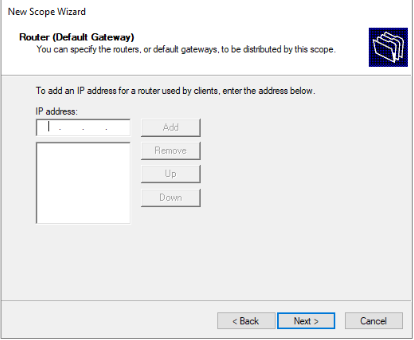 New Scope Wizard
Router (Default Gateway)
You can specify the routers, or default gateways, to be distributed by this scope.
To add an IP address for a router used by clients, enter the address below.
IP address:
. . .
Add
Remove
Up
Down
< Back
Next >
Cancel